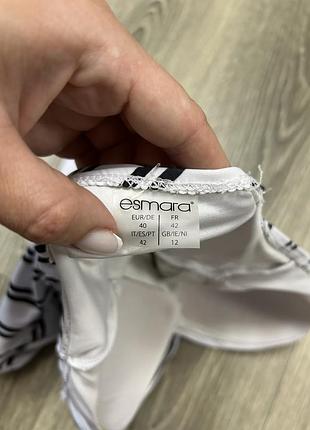 esmara®
EUR/DE FR
40 42
IT/ES/PT GB/IE/NI
42 12